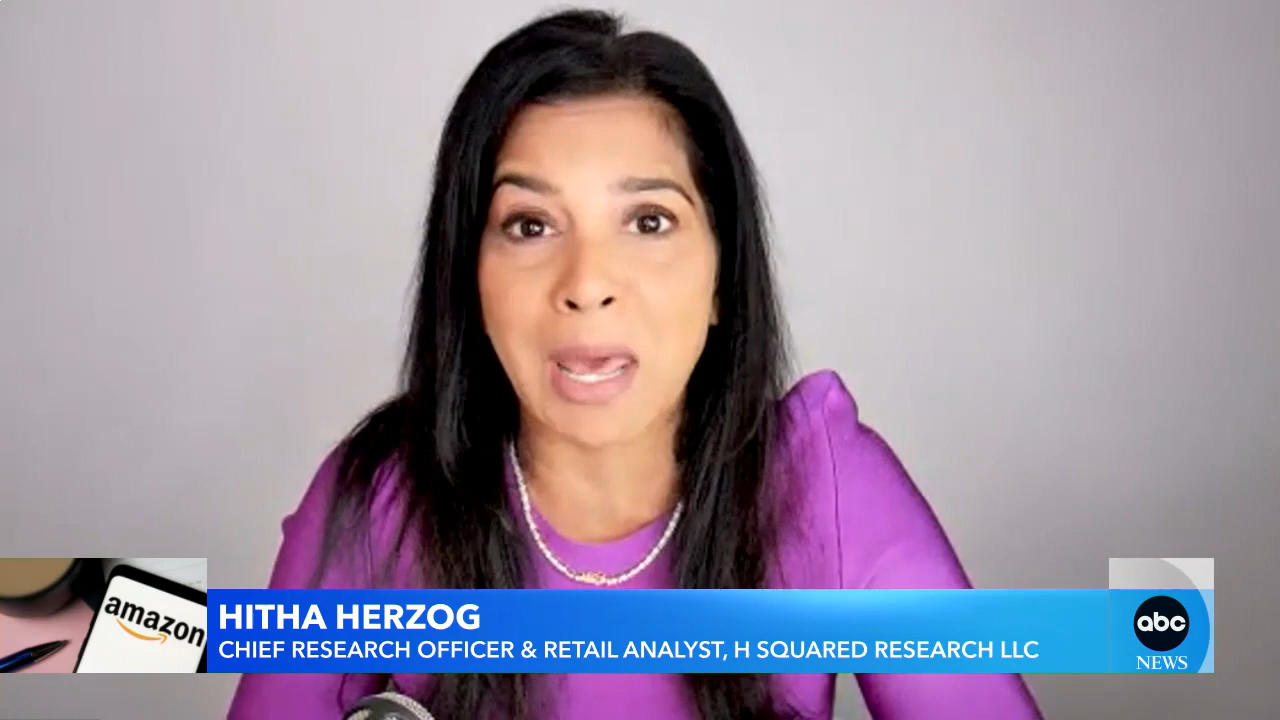 amazon
HITHA HERZOG
CHIEF RESEARCH OFFICER & RETAIL ANALYST, H SQUARED RESEARCH LLC
abc
NEWS